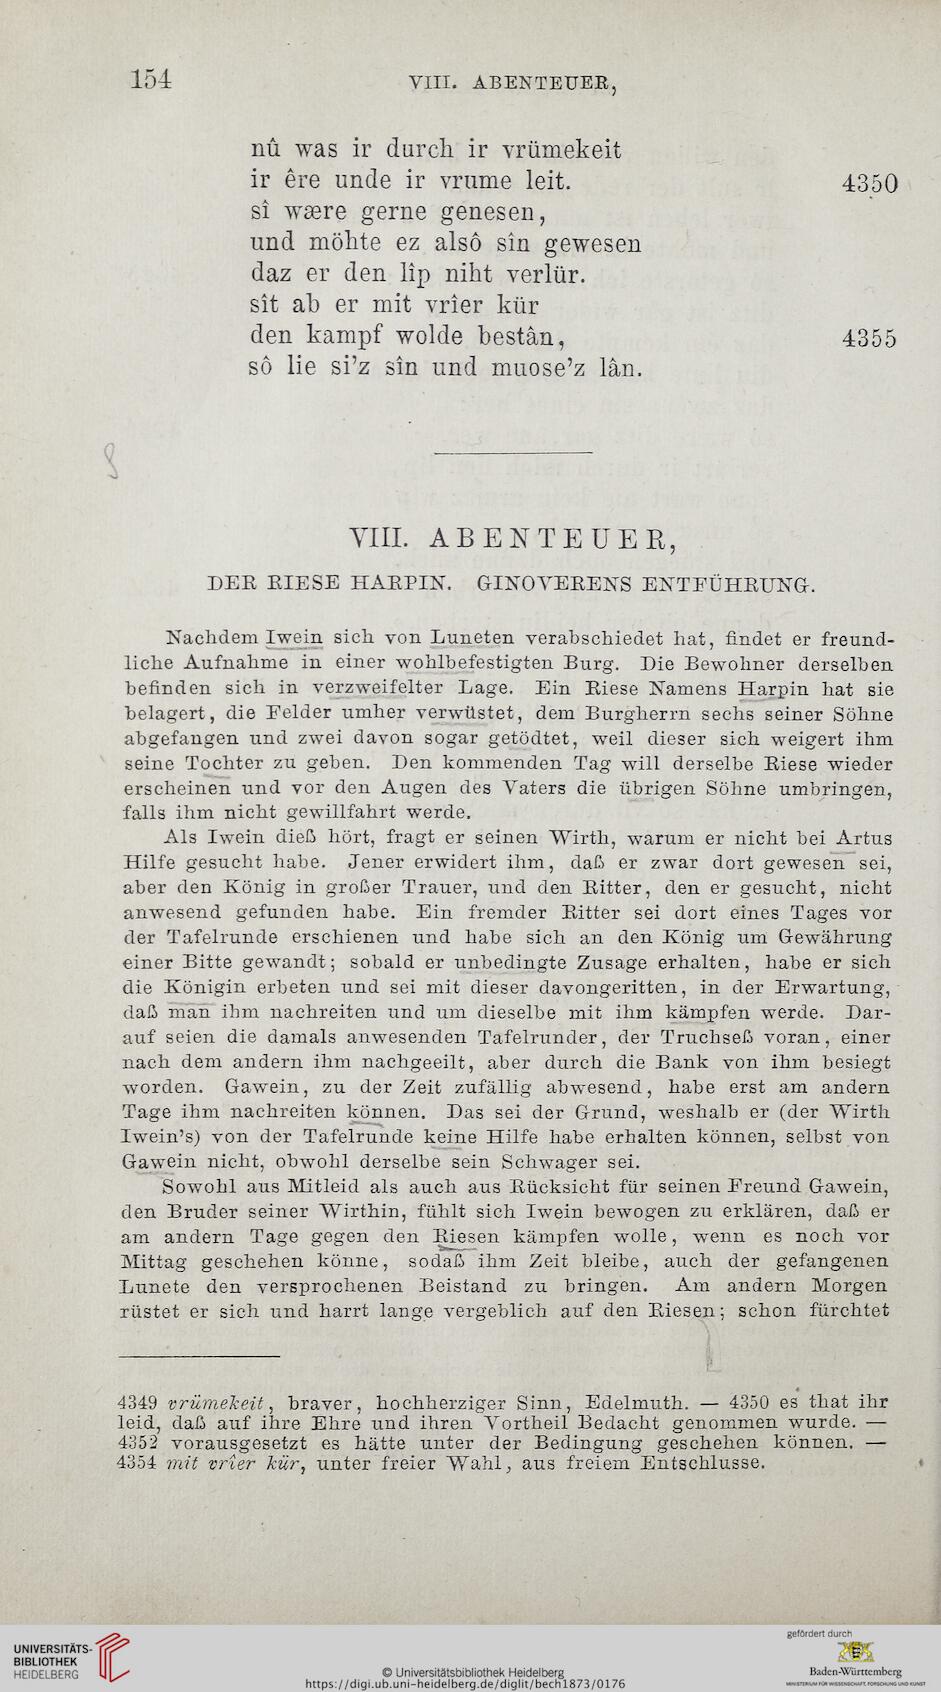 154
VIII. ABENTEUER,
nû was ir durch ir vrümekeit
ir êre unde ir vrume leit. 4350
sî wære gerne genesen,
und möhte ez alsô sîn gewesen
daz er den lîp niht verlür.
sît ab er mit vrîer kür
den kampf wolde bestân, 4355
sô lie si’z sîn und muose’z lân.
VIII. ABENTEUER,
DER RIESE HARPIN. GINOVERENS ENTFÜHRUNG.
Nachdem Iwein sich von Luneten verabschiedet hat, findet er freund-
liche Aufnahme in einer wohlbefestigten Burg. Die Bewohner derselben
befinden sich in verzweifelter Lage. Ein Riese Namens Harpin hat sie
belagert, die Felder umher verwüstet, dem Burgherrn sechs seiner Söhne
abgefangen und zwei davon sogar getödtet, weil dieser sich weigert ihm
seine Tochter zu geben. Den kommenden Tag will derselbe Riese wieder
erscheinen und vor den Augen des Vaters die übrigen Söhne umbringen,
falls ihm nicht gewillfahrt werde.
Als Iwein dieß hört, fragt er seinen Wirth, warum er nicht bei Artus
Hilfe gesucht habe. Jener erwidert ihm, daß er zwar dort gewesen sei,
aber den König in großer Trauer, und den Ritter, den er gesucht, nicht
anwesend gefunden habe. Ein fremder Ritter sei dort eines Tages vor
der Tafelrunde erschienen und habe sich an den König um Gewährung
einer Bitte gewandt; sobald er unbedingte Zusage erhalten, habe er sich
die Königin erbeten und sei mit dieser davongeritten, in der Erwartung,
daß man ihm nachreiten und um dieselbe mit ihm kämpfen werde. Dar-
auf seien die damals anwesenden Tafelrunder, der Truchseß voran, einer
nach dem andern ihm nachgeeilt, aber durch die Bank von ihm besiegt
worden. Gawein, zu der Zeit zufällig abwesend, habe erst am andern
Tage ihm nachreiten können. Das sei der Grund, weshalb er (der Wirth
Iwein’s) von der Tafelrunde keine Hilfe habe erhalten können, selbst von
Gawein nicht, obwohl derselbe sein Schwager sei.
Sowohl aus Mitleid als auch aus Rücksicht für seinen Freund Gawein,
den Bruder seiner Wirthin, fühlt sich Iwein bewogen zu erklären, daß er
am andern Tage gegen den Riesen kämpfen wolle, wenn es noch vor
Mittag geschehen könne, sodaß ihm Zeit bleibe, auch der gefangenen
Lunete den versprochenen Beistand zu bringen. Am andern Morgen
rüstet er sich und harrt lange vergeblich auf den Riesen; schon fürchtet
4349 vrümekeit, braver, hochherziger Sinn, Edelmuth. — 4350 es that ihr
leid, daß auf ihre Ehre und ihren Vortheil Bedacht genommen wurde. —
4352 vorausgesetzt es hätte unter der Bedingung geschehen können. —
4354 mit vrîer kür, unter freier Wahl, aus freiem Entschlusse.
UNIVERSITÄTS-
BIBLIOTHEK
HEIDELBERG
© Universitätsbibliothek Heidelberg
https://digi.ub.uni-heidelberg.de/diglit/bech1873/0176
gefördert durch
Baden-Württemberg
MINISTERIUM FÜR WISSENSCHAFT, FORSCHUNG UND KUNST